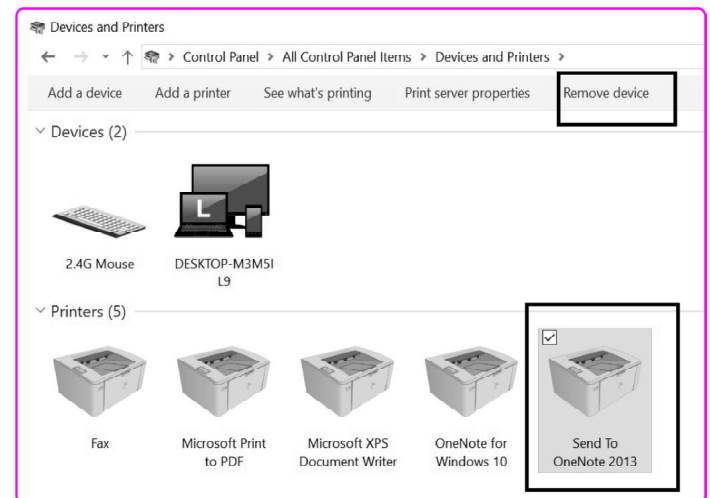 Devices and Printers
Control Panel > All Control Panel Items > Devices and Printers >
Add a device Add a printer See what's printing Print server properties Remove device
Devices (2)
L
2.4G Mouse DESKTOP-M3M5I
L9
Printers (5)
Fax Microsoft Print Microsoft XPS OneNote for Send To
to PDF Document Writer Windows 10 OneNote 2013